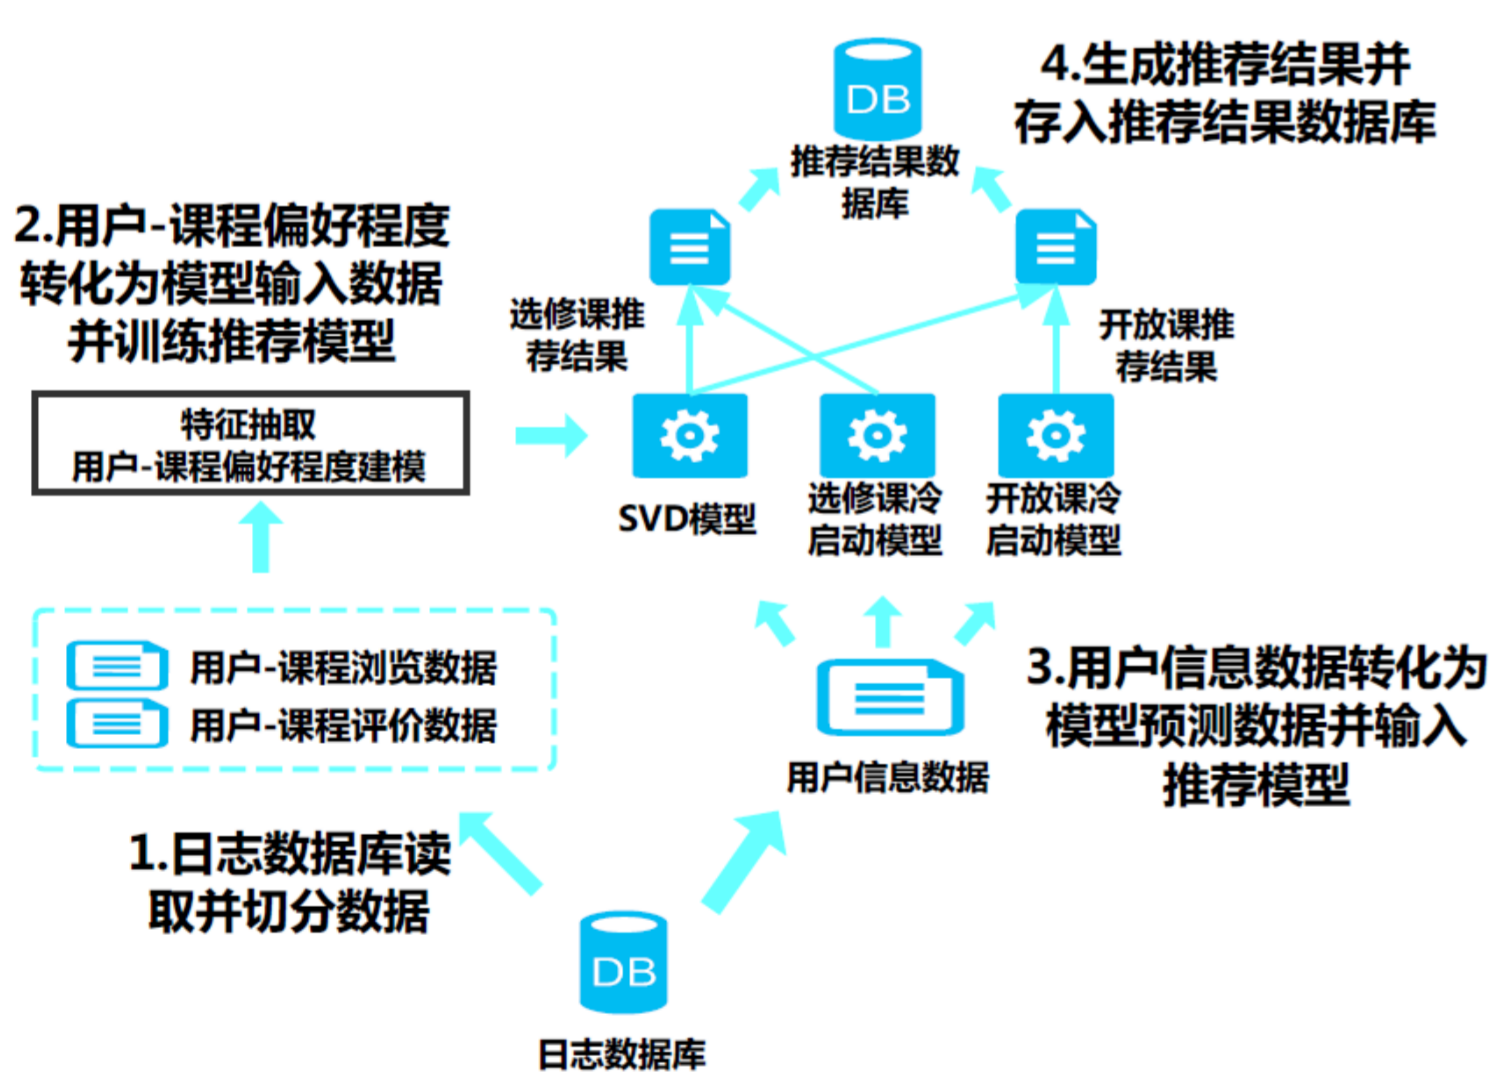 DB
推荐结果数
据库
4.生成推荐结果并
存入推荐结果数据库
2.用户-课程偏好程度
转化为模型输入数据
并训练推荐模型
选修课推
荐结果
开放课推
荐结果
特征抽取
用户-课程偏好程度建模
SVD模型
选修课冷
启动模型
开放课冷
启动模型
用户-课程浏览数据
用户-课程评价数据
用户信息数据
3.用户信息数据转化为
模型预测数据并输入
推荐模型
1.日志数据库读
取并切分数据
DB
日志数据库